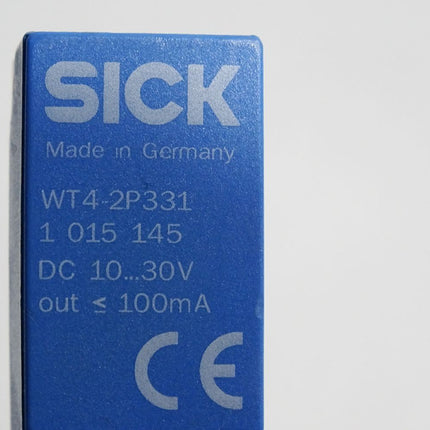 SICK
Made in Germany
WT4-2P331
1 015 145
DC 10...30V
out ≤ 100mA
CE